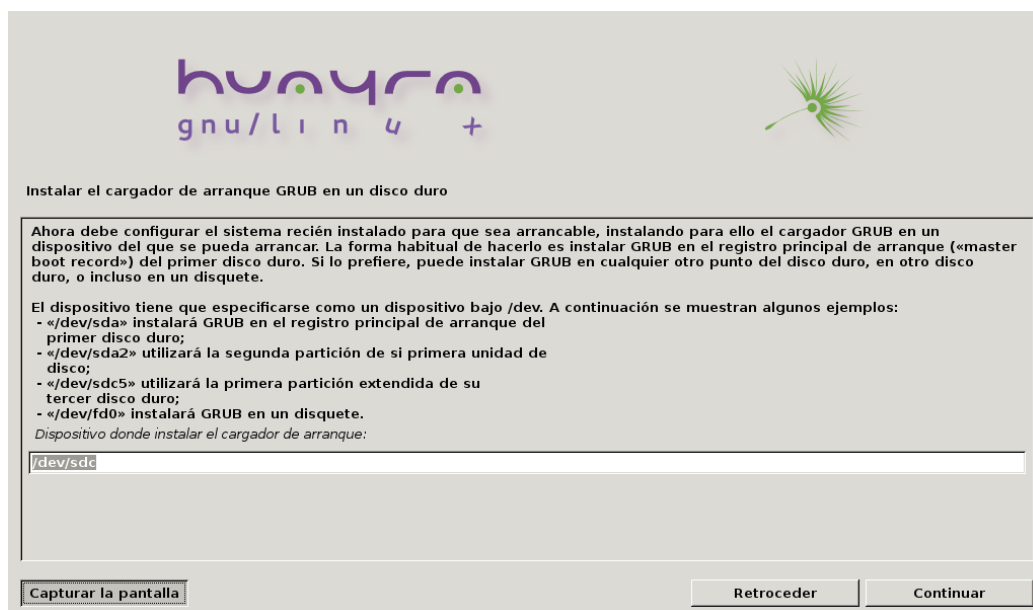 huayra
gnu/linux
Instalar el cargador de arranque GRUB en un disco duro
Ahora debe configurar el sistema recién instalado para que sea arrancable, instalando para ello el cargador GRUB en un
dispositivo del que se pueda arrancar. La forma habitual de hacerlo es instalar GRUB en el registro principal de arranque («master
boot record») del primer disco duro. Si lo prefiere, puede instalar GRUB en cualquier otro punto del disco duro, en otro disco
duro, o incluso en un disquete.
El dispositivo tiene que especificarse como un dispositivo bajo /dev. A continuación se muestran algunos ejemplos:
- «/dev/sda» instalará GRUB en el registro principal de arranque del
primer disco duro;
- «/dev/sda2» utilizará la segunda partición de si primera unidad de
disco;
- «/dev/sdc5» utilizará la primera partición extendida de su
tercer disco duro;
- «/dev/fd0» instalará GRUB en un disquete.
Dispositivo donde instalar el cargador de arranque:
/dev/sdc
Capturar la pantalla
Retroceder
Continuar